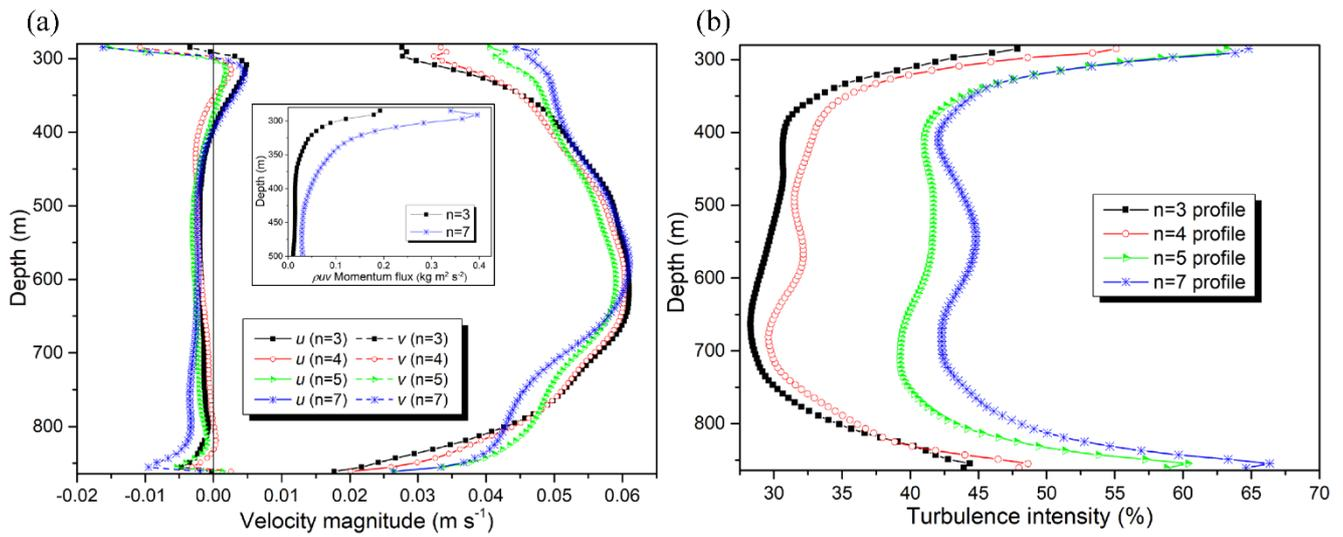 (a)
300
400
500
600
700
800
Depth (m)
-0.02 -0.01 0.00 0.01 0.02 0.03 0.04 0.05 0.06
Velocity magnitude (m s⁻¹)
300
350
400
450
500
Depth (m)
n=3
n=7
0.0 0.1 0.2 0.3 0.4
ρuv Momentum flux (kg m² s⁻²)
u (n=3) v (n=3)
u (n=4) v (n=4)
u (n=5) v (n=5)
u (n=7) v (n=7)
(b)
300
400
500
600
700
800
Depth (m)
n=3 profile
n=4 profile
n=5 profile
n=7 profile
30 35 40 45 50 55 60 65 70
Turbulence intensity (%)